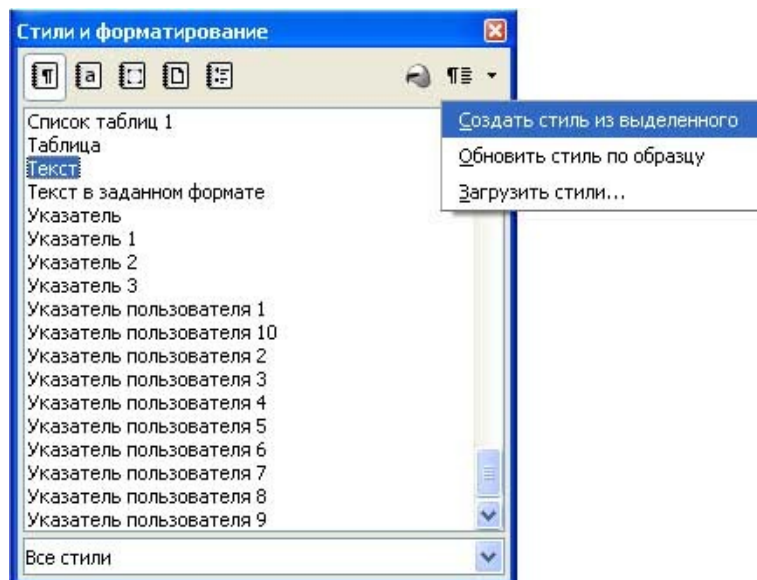 Стили и форматирование
Создать стиль из выделенного
Обновить стиль по образцу
Загрузить стили...
Список таблиц 1
Таблица
Текст
Текст в заданном формате
Указатель
Указатель 1
Указатель 2
Указатель 3
Указатель пользователя 1
Указатель пользователя 10
Указатель пользователя 2
Указатель пользователя 3
Указатель пользователя 4
Указатель пользователя 5
Указатель пользователя 6
Указатель пользователя 7
Указатель пользователя 8
Указатель пользователя 9
Все стили